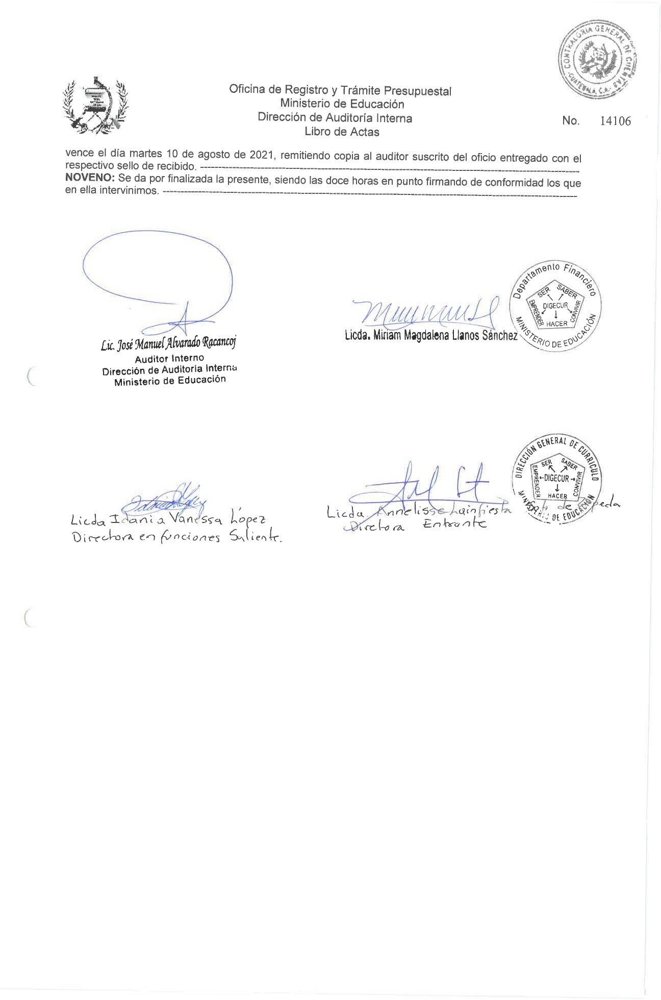 CONTRALORIA GENERAL DE CUENTAS
GUATEMALA, C.A.
Oficina de Registro y Trámite Presupuestal
Ministerio de Educación
Dirección de Auditoría Interna
Libro de Actas
No. 14106
vence el día martes 10 de agosto de 2021, remitiendo copia al auditor suscrito del oficio entregado con el
respectivo sello de recibido. ---
NOVENO: Se da por finalizada la presente, siendo las doce horas en punto firmando de conformidad los que
en ella intervinimos. ---
Lic. José Manuel Alvarado Racancoj
Auditor Interno
Dirección de Auditoria Interna
Ministerio de Educación
Licda. Miriam Magdalena Llanos Sánchez
Departamento Financiero
SER SABER
EMPRENDER DIGECUR CONVIVIR
HACER
MINISTERIO DE EDUCACIÓN
Licda Idania Vanessa López
Directora en funciones Saliente.
Licda. Annelisse Lainfiesta de Zepeda
Directora Entrante
DIRECCIÓN GENERAL DE CURRICULO
SER SABER
EMPRENDER DIGECUR CONVIVIR
HACER
MINISTERIO DE EDUCACIÓN